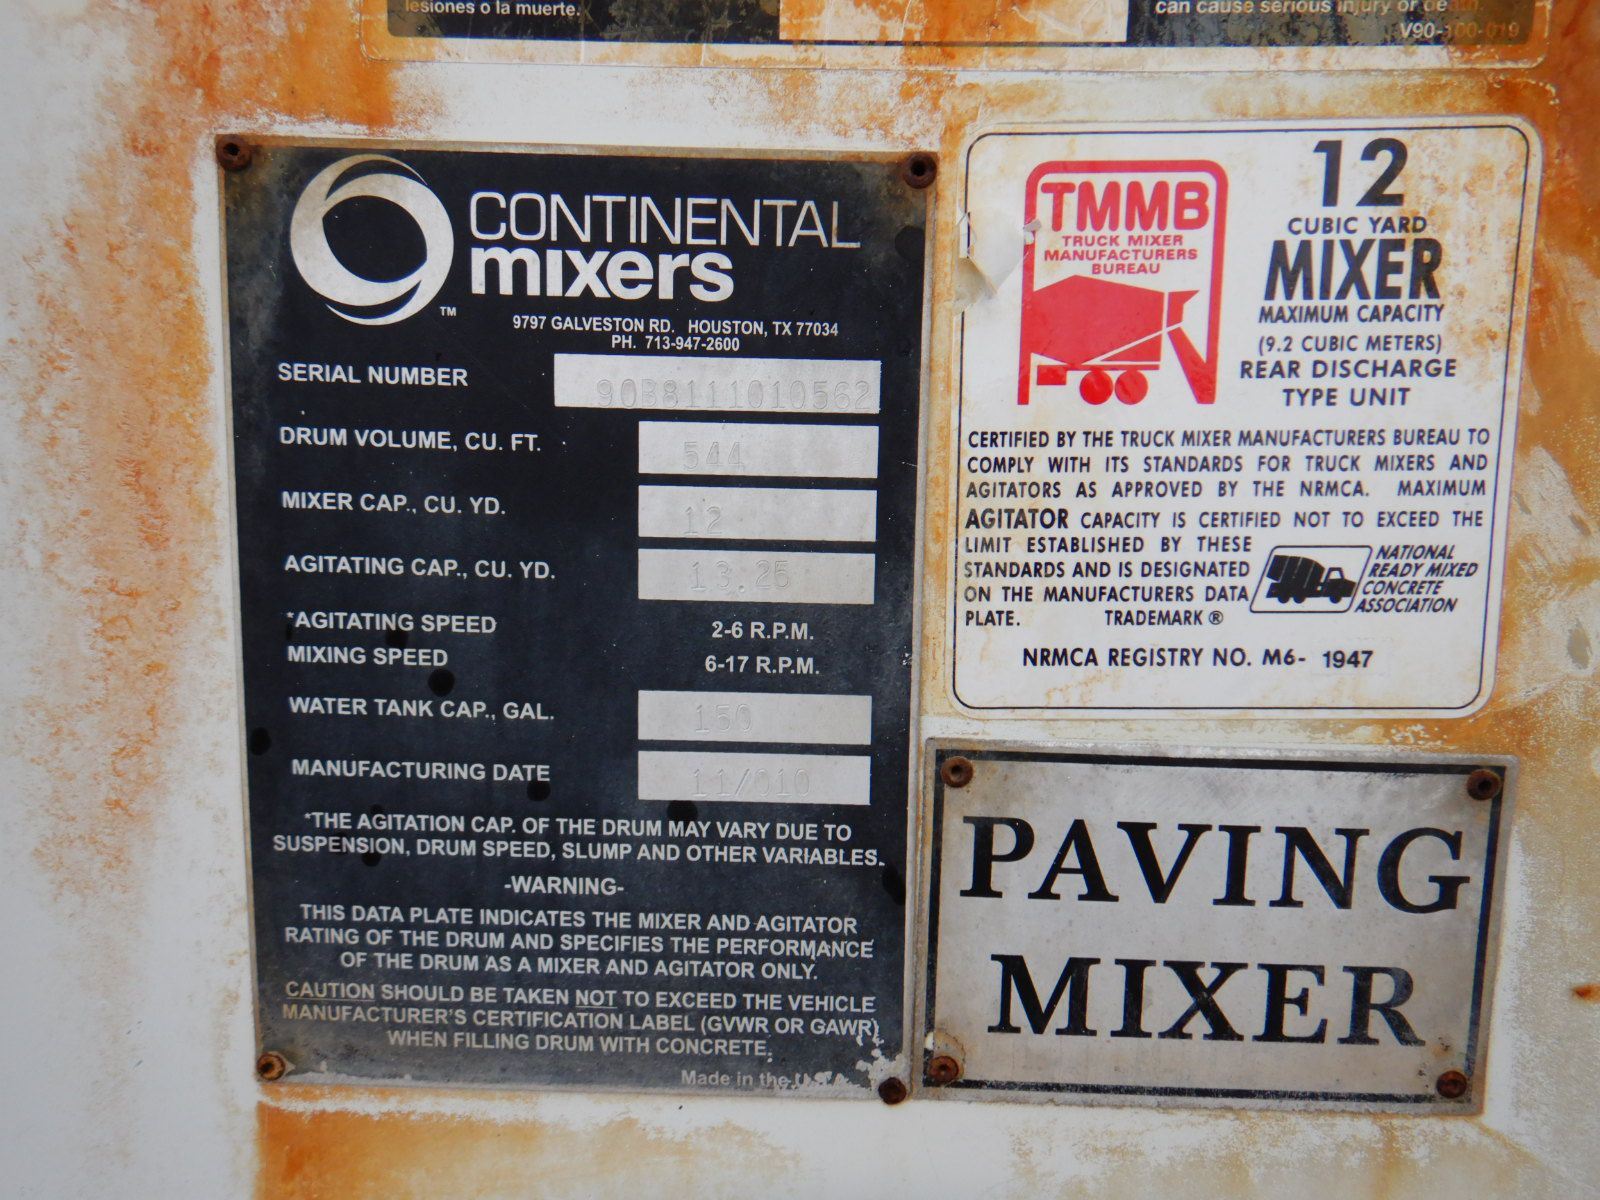 lesiones o la muerte.
can cause serious injury or death.
V90-100-019
CONTINENTAL
mixers
™
9797 GALVESTON RD. HOUSTON, TX 77034
PH. 713-947-2600
SERIAL NUMBER 90B8111010562
DRUM VOLUME, CU. FT. 544
MIXER CAP., CU. YD. 12
AGITATING CAP., CU. YD. 13.25
*AGITATING SPEED 2-6 R.P.M.
MIXING SPEED 6-17 R.P.M.
WATER TANK CAP., GAL. 150
MANUFACTURING DATE 11/010
*THE AGITATION CAP. OF THE DRUM MAY VARY DUE TO
SUSPENSION, DRUM SPEED, SLUMP AND OTHER VARIABLES.
-WARNING-
THIS DATA PLATE INDICATES THE MIXER AND AGITATOR
RATING OF THE DRUM AND SPECIFIES THE PERFORMANCE
OF THE DRUM AS A MIXER AND AGITATOR ONLY.
CAUTION SHOULD BE TAKEN NOT TO EXCEED THE VEHICLE
MANUFACTURER'S CERTIFICATION LABEL (GVWR OR GAWR)
WHEN FILLING DRUM WITH CONCRETE.
Made in the U.S.A.
TMMB
TRUCK MIXER
MANUFACTURERS
BUREAU
12
CUBIC YARD
MIXER
MAXIMUM CAPACITY
(9.2 CUBIC METERS)
REAR DISCHARGE
TYPE UNIT
CERTIFIED BY THE TRUCK MIXER MANUFACTURERS BUREAU TO
COMPLY WITH ITS STANDARDS FOR TRUCK MIXERS AND
AGITATORS AS APPROVED BY THE NRMCA. MAXIMUM
AGITATOR CAPACITY IS CERTIFIED NOT TO EXCEED THE
LIMIT ESTABLISHED BY THESE
STANDARDS AND IS DESIGNATED
ON THE MANUFACTURERS DATA
PLATE. TRADEMARK ®
NATIONAL
READY MIXED
CONCRETE
ASSOCIATION
NRMCA REGISTRY NO. M6- 1947
PAVING
MIXER